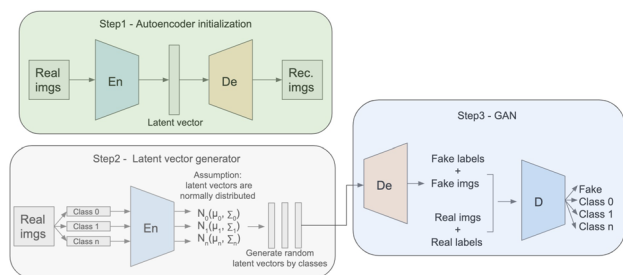 Step1 - Autoencoder initialization
Real
imgs
En
Latent vector
De
Rec.
imgs
Step2 - Latent vector generator
Real
imgs
Class 0
Class 1
Class n
En
Assumption:
latent vectors are
normally distributed
N₀(μ₀, Σ₀)
N₁(μ₁, Σ₁)
Nₙ(μₙ, Σₙ)
Generate random
latent vectors by classes
Step3 - GAN
De
Fake labels
+
Fake imgs
Real imgs
+
Real labels
D
Fake
Class 0
Class 1
Class n